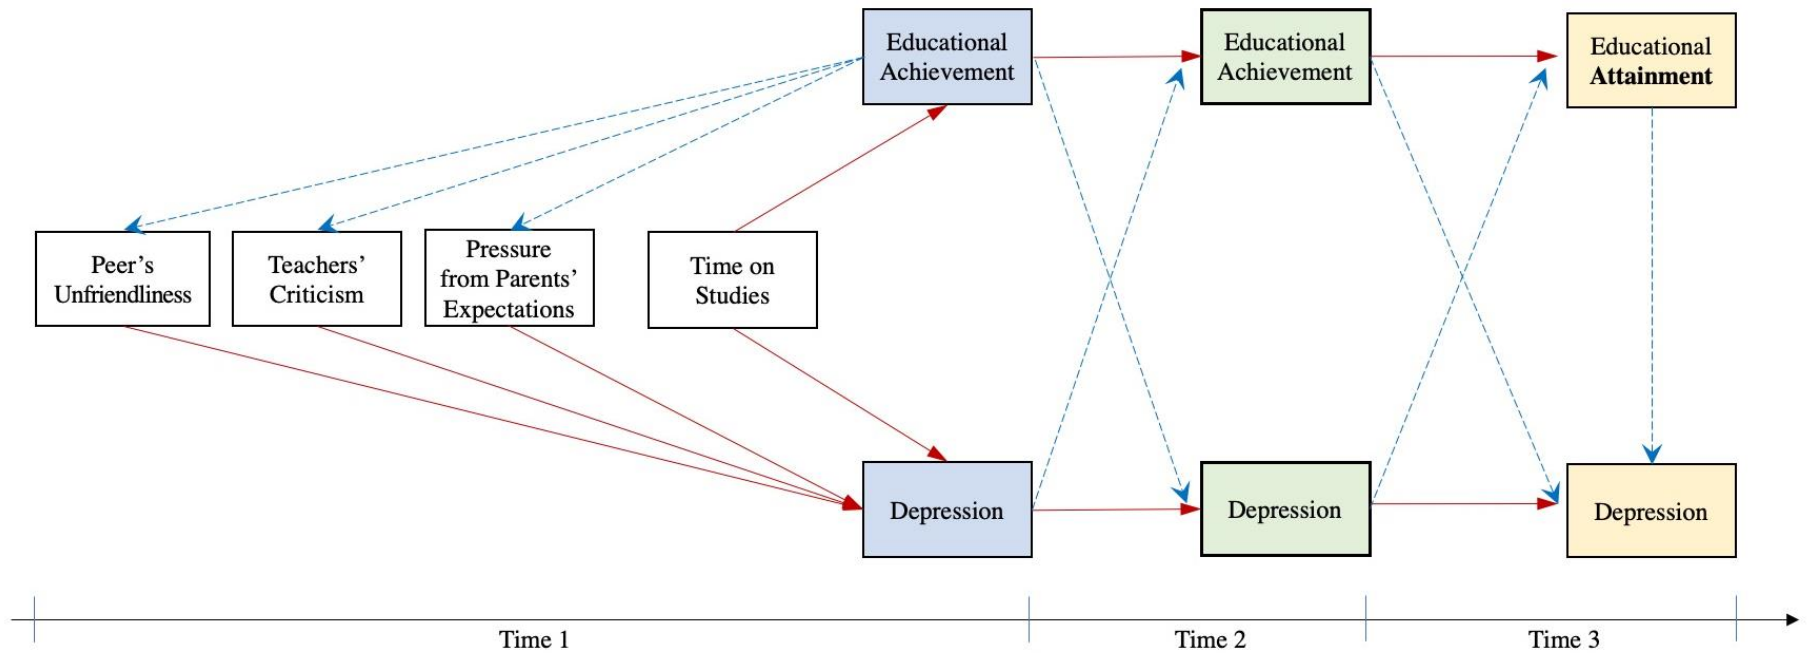 Educational
Achievement
Educational
Achievement
Educational
Attainment
Peer’s
Unfriendliness
Teachers’
Criticism
Pressure
from Parents’
Expectations
Time on
Studies
Depression
Depression
Depression
Time 1
Time 2
Time 3